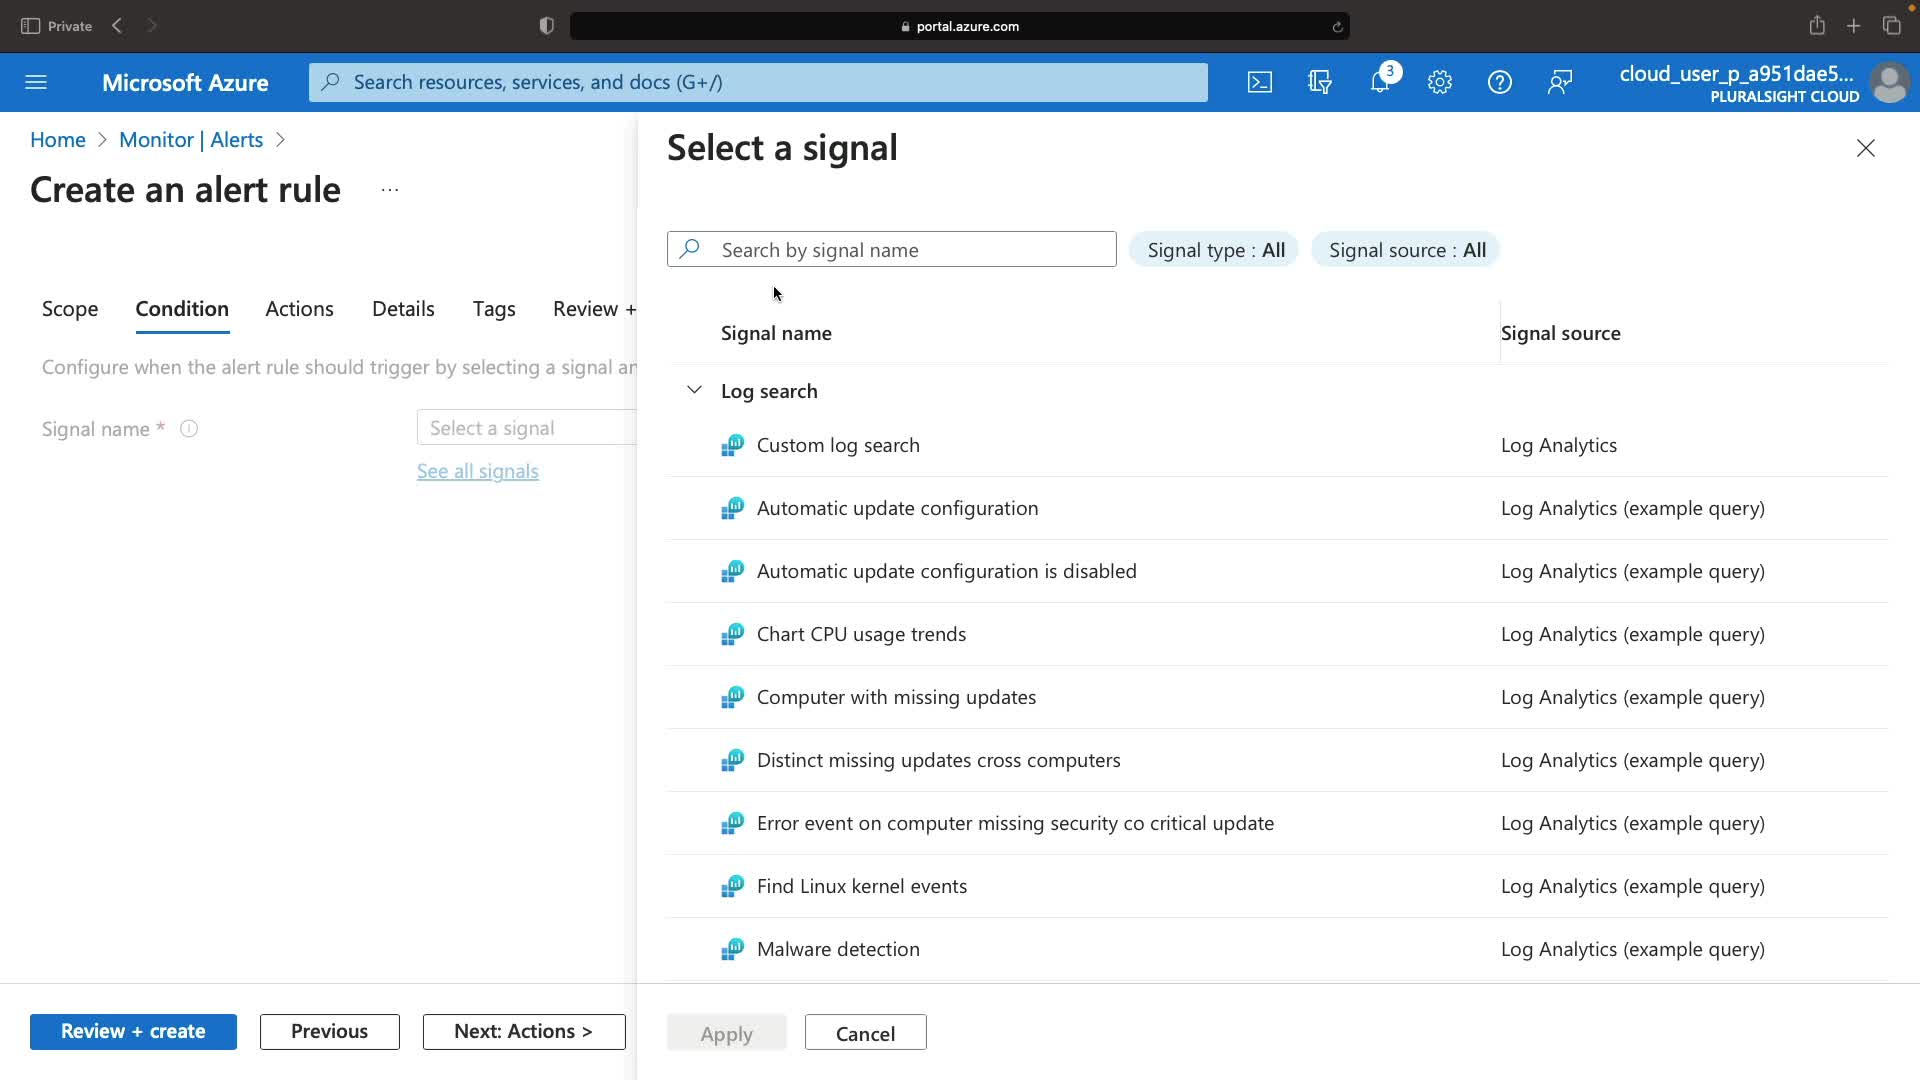 Private
portal.azure.com
Microsoft Azure
Search resources, services, and docs (G+/)
3
cloud_user_p_a951dae5...
PLURALSIGHT CLOUD
Home > Monitor | Alerts >
Create an alert rule ...
Scope Condition Actions Details Tags Review +
Configure when the alert rule should trigger by selecting a signal an
Signal name *
Select a signal
See all signals
Review + create
Previous
Next: Actions >
Select a signal
Search by signal name
Signal type : All
Signal source : All
Signal name Signal source
Log search
Custom log search Log Analytics
Automatic update configuration Log Analytics (example query)
Automatic update configuration is disabled Log Analytics (example query)
Chart CPU usage trends Log Analytics (example query)
Computer with missing updates Log Analytics (example query)
Distinct missing updates cross computers Log Analytics (example query)
Error event on computer missing security co critical update Log Analytics (example query)
Find Linux kernel events Log Analytics (example query)
Malware detection Log Analytics (example query)
Apply
Cancel